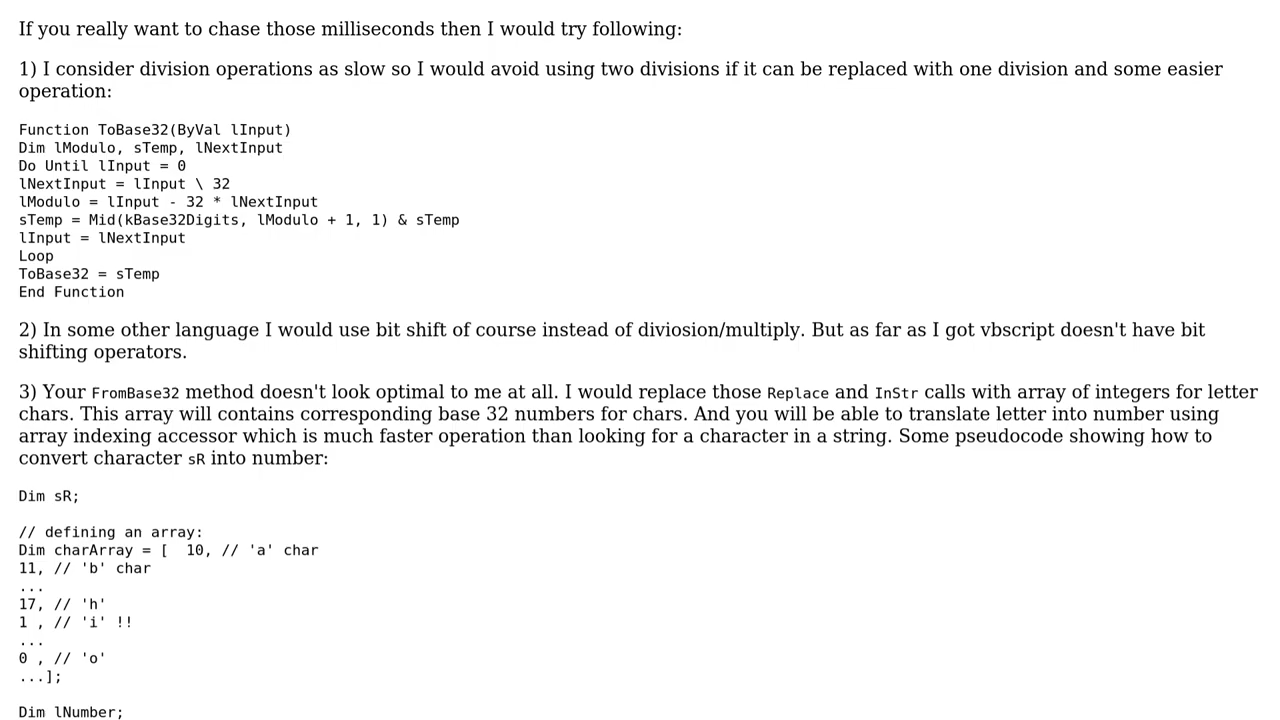 If you really want to chase those milliseconds then I would try following:
1) I consider division operations as slow so I would avoid using two divisions if it can be replaced with one division and some easier
operation:
Function ToBase32(ByVal lInput)
Dim lModulo, sTemp, lNextInput
Do Until lInput = 0
lNextInput = lInput \ 32
lModulo = lInput - 32 * lNextInput
sTemp = Mid(kBase32Digits, lModulo + 1, 1) & sTemp
lInput = lNextInput
Loop
ToBase32 = sTemp
End Function
2) In some other language I would use bit shift of course instead of diviosion/multiply. But as far as I got vbscript doesn't have bit
shifting operators.
3) Your FromBase32 method doesn't look optimal to me at all. I would replace those Replace and InStr calls with array of integers for letter
chars. This array will contains corresponding base 32 numbers for chars. And you will be able to translate letter into number using
array indexing accessor which is much faster operation than looking for a character in a string. Some pseudocode showing how to
convert character sR into number:
Dim sR;
// defining an array:
Dim charArray = [  10, // 'a' char
11, // 'b' char
...
17, // 'h'
1 , // 'i' !!
...
0 , // 'o'
...];
Dim lNumber;